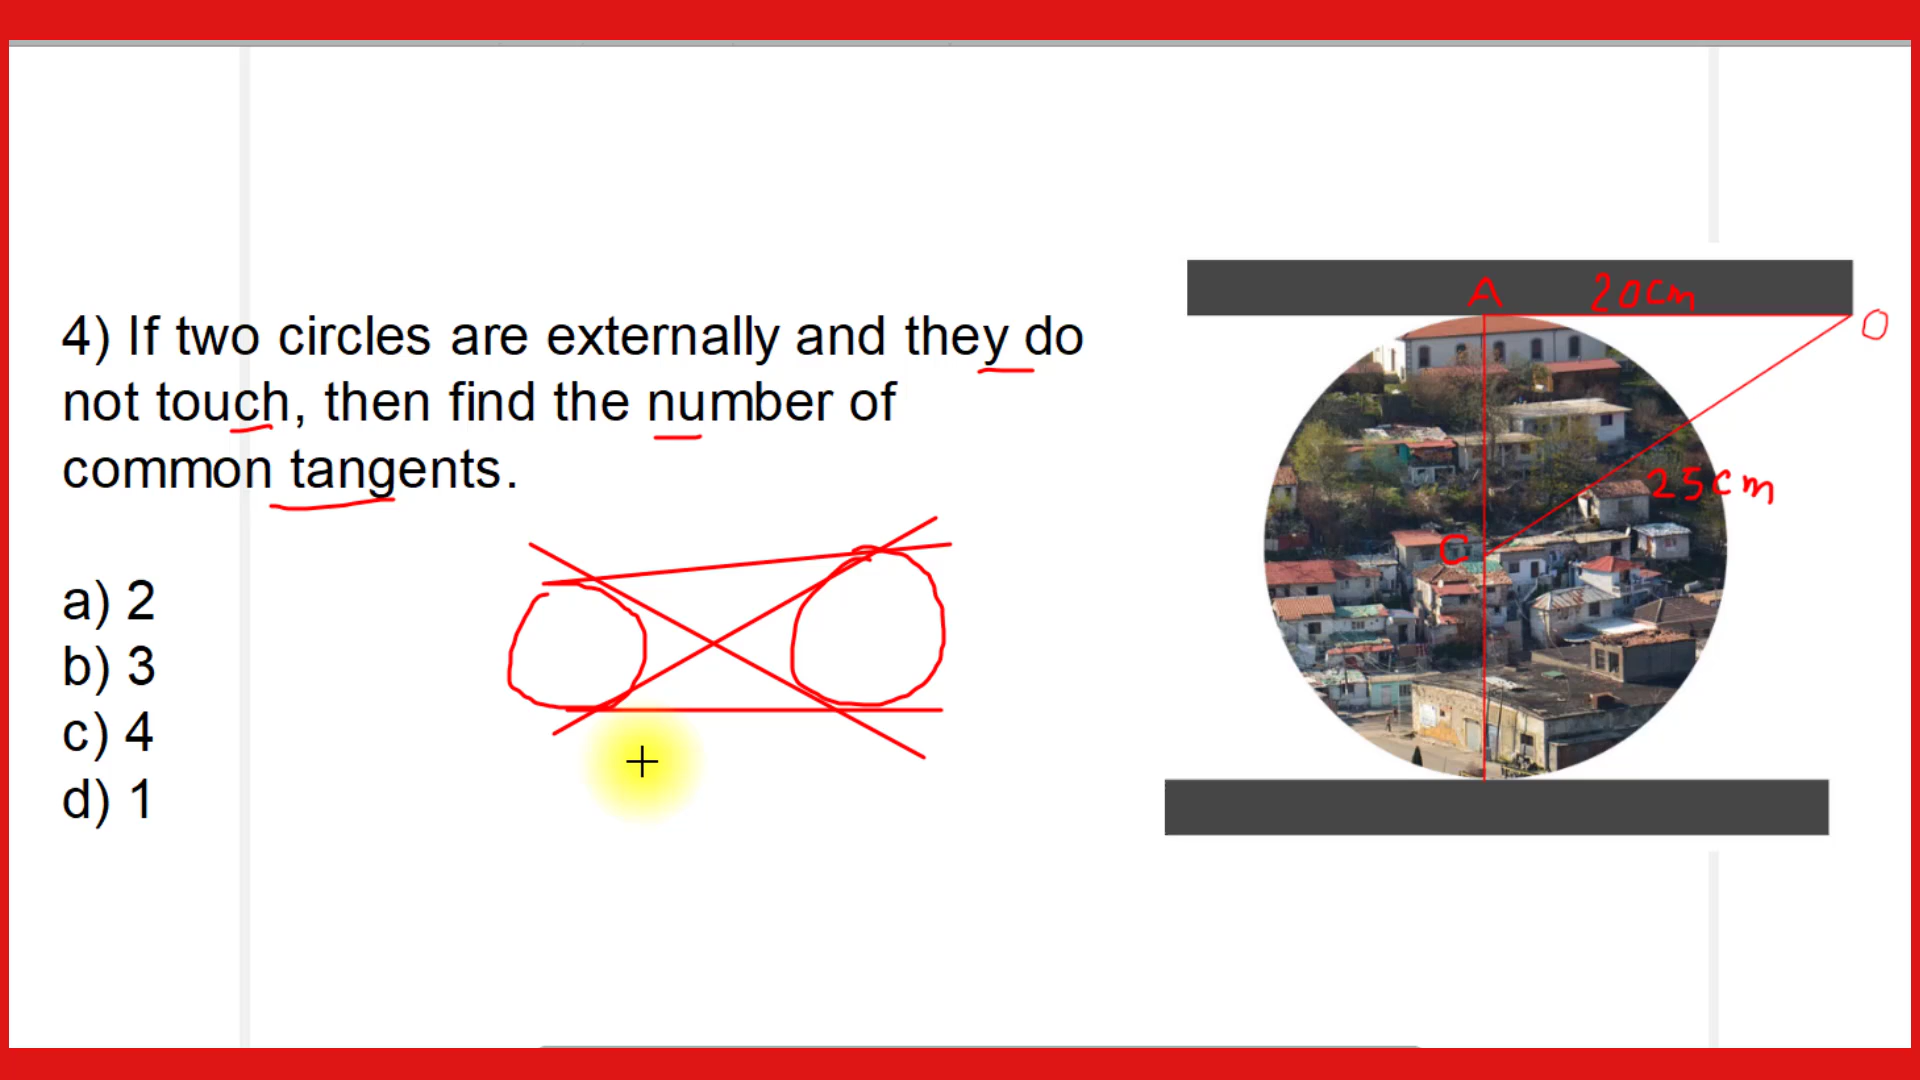 4) If two circles are externally and they do
not touch, then find the number of
common tangents.
a) 2
b) 3
c) 4
d) 1
A 20cm
O
25cm
C